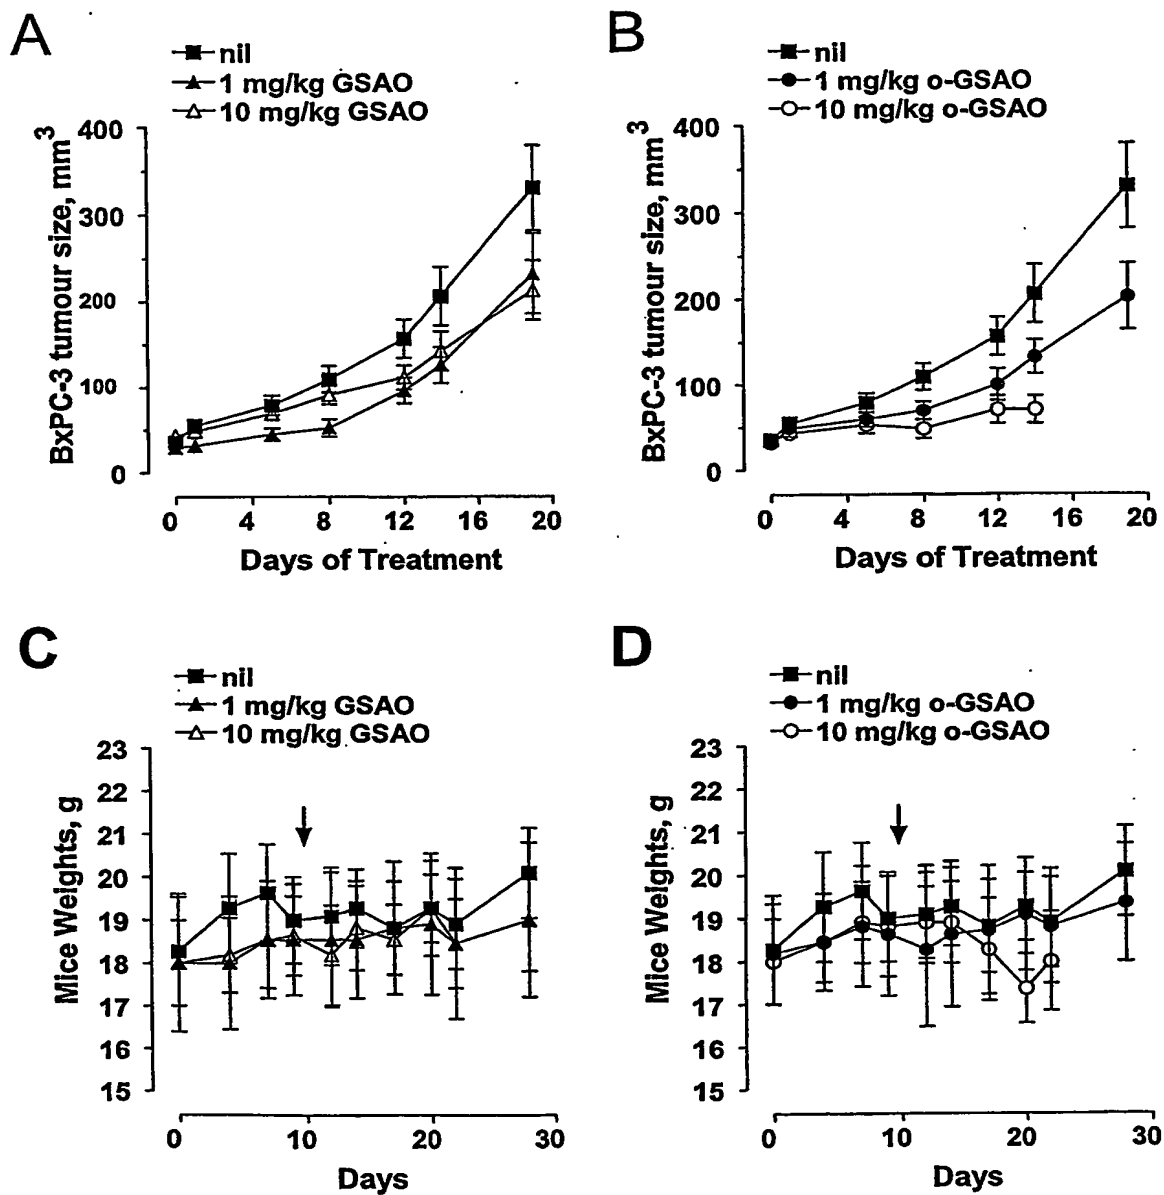 A
nil
1 mg/kg GSAO
10 mg/kg GSAO
BxPC-3 tumour size, mm³
400
300
200
100
0
0 4 8 12 16 20
Days of Treatment
B
nil
1 mg/kg o-GSAO
10 mg/kg o-GSAO
BxPC-3 tumour size, mm³
400
300
200
100
0
0 4 8 12 16 20
Days of Treatment
C
nil
1 mg/kg GSAO
10 mg/kg GSAO
Mice Weights, g
23
22
21
20
19
18
17
16
15
0 10 20 30
Days
D
nil
1 mg/kg o-GSAO
10 mg/kg o-GSAO
Mice Weights, g
23
22
21
20
19
18
17
16
15
0 10 20 30
Days